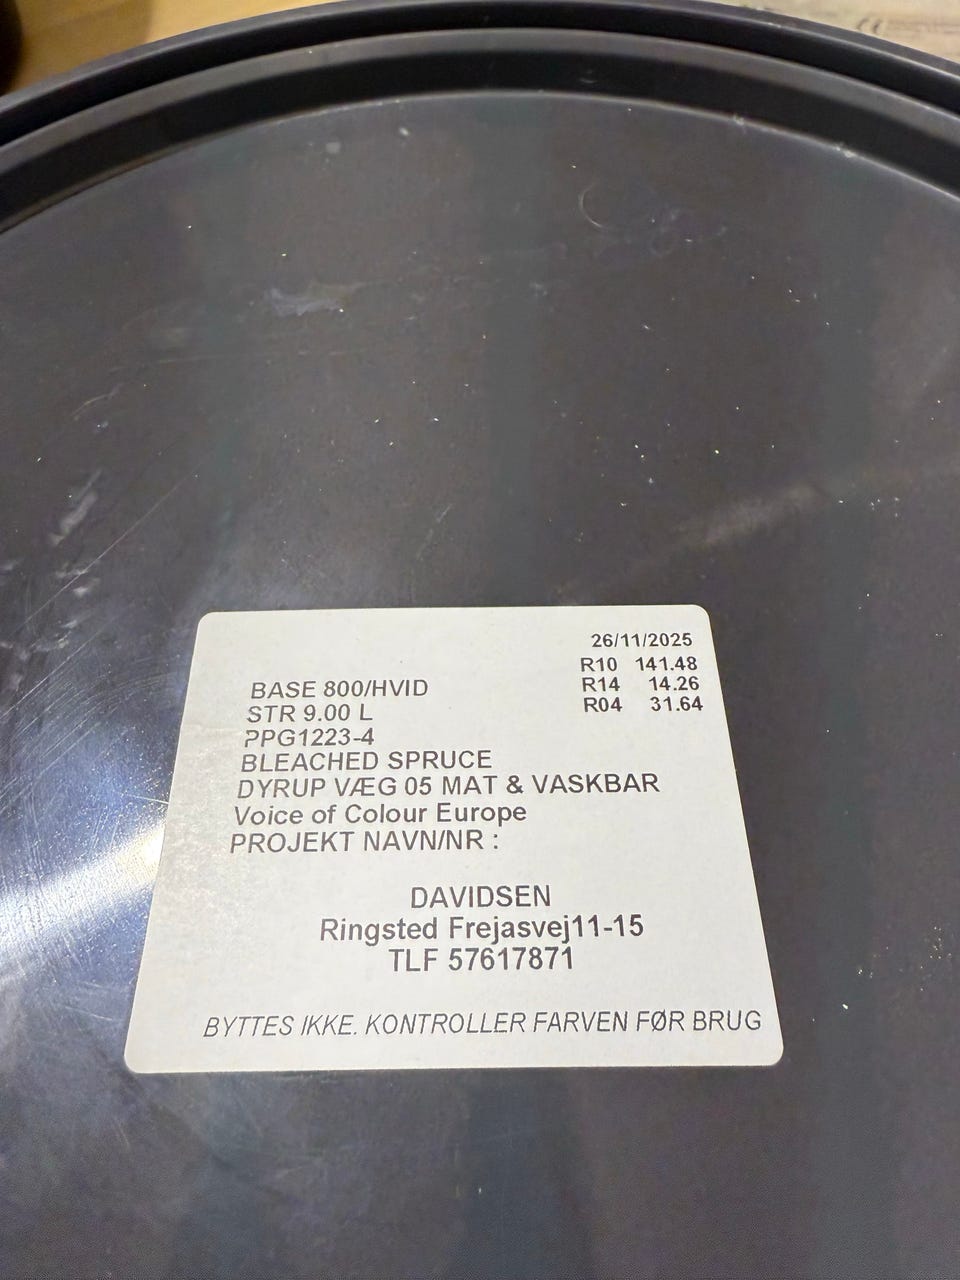 26/11/2025
R10 141.48
R14 14.26
R04 31.64
BASE 800/HVID
STR 9.00 L
PPG1223-4
BLEACHED SPRUCE
DYRUP VÆG 05 MAT & VASKBAR
Voice of Colour Europe
PROJEKT NAVN/NR :
DAVIDSEN
Ringsted Frejasvej11-15
TLF 57617871
BYTTES IKKE. KONTROLLER FARVEN FØR BRUG